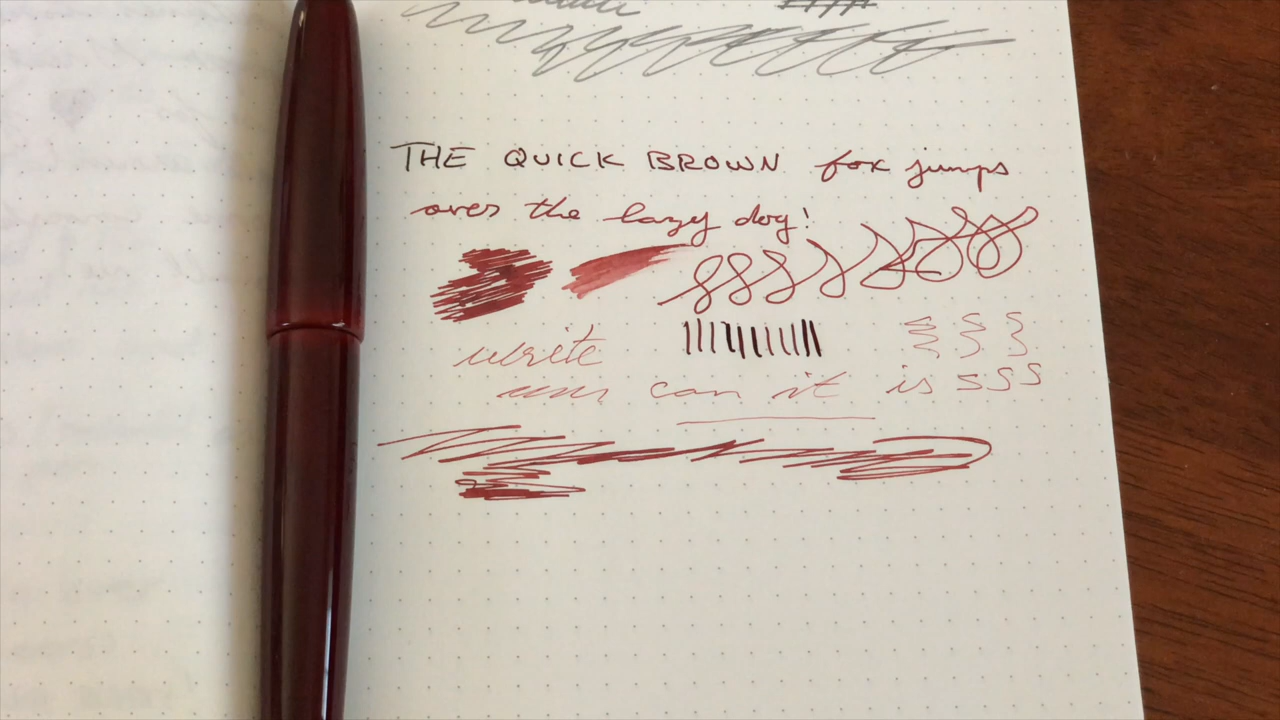 THE QUICK BROWN fox jumps
over the lazy dog!
write
can it is sss